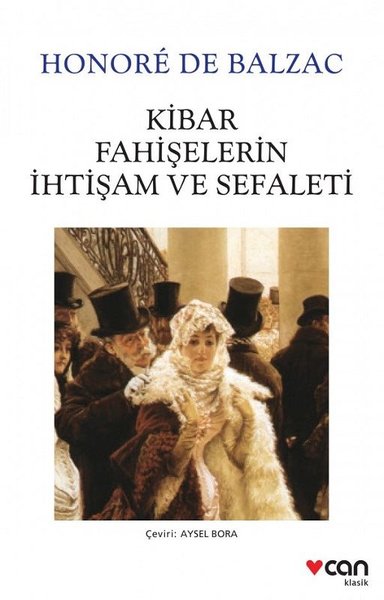 HONORÉ DE BALZAC
KİBAR
FAHİŞELERİN
İHTİŞAM VE SEFALETİ
Çeviri: AYSEL BORA
can
klasik